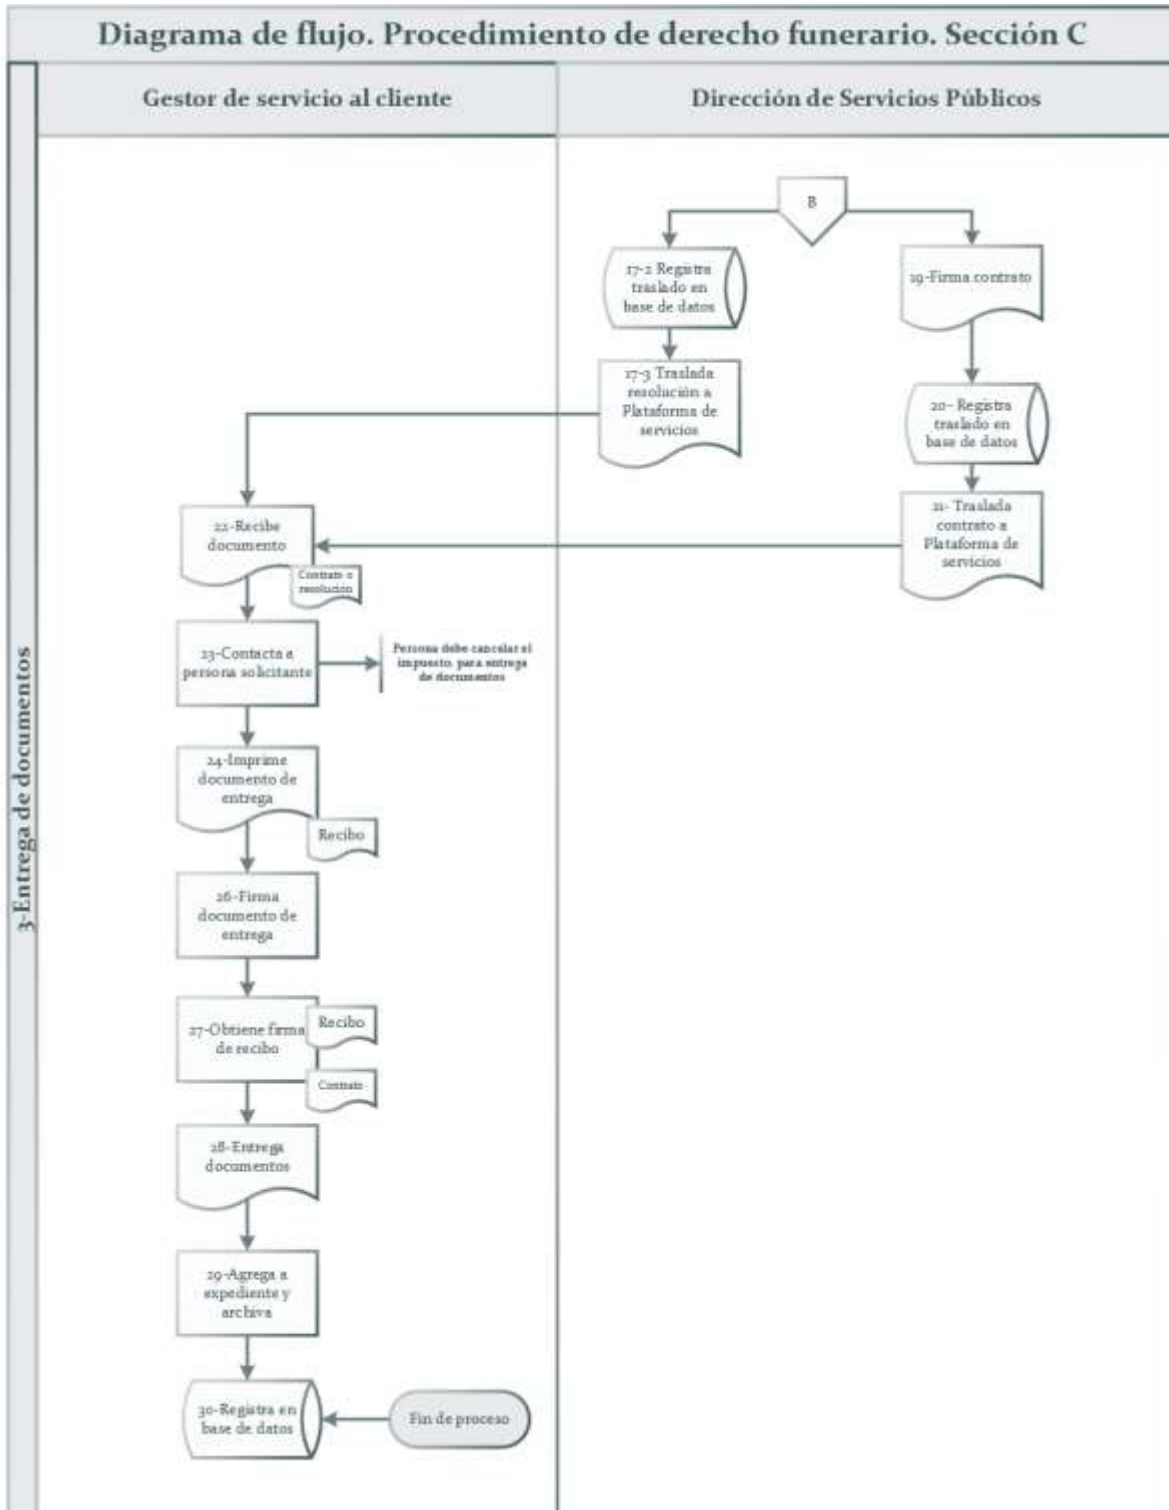 Diagrama de flujo. Procedimiento de derecho funerario. Sección C
Gestor de servicio al cliente
Dirección de Servicios Públicos
3-Entrega de documentos
B
17-2 Registra
traslado en
base de datos
19-Firma contrato
17-3 Traslada
resolución a
Plataforma de
servicios
20- Registra
traslado en
base de datos
21- Traslada
contrato a
Plataforma de
servicios
22-Recibe
documento
Contrato o
resolución
23-Contacta a
persona solicitante
Persona debe cancelar el
impuesto, para entrega
de documentos
24-Imprime
documento de
entrega
Recibo
26-Firma
documento de
entrega
27-Obtiene firma
de recibo
Recibo
Contrato
28-Entrega
documentos
29-Agrega a
expediente y
archiva
30-Registra en
base de datos
Fin de proceso